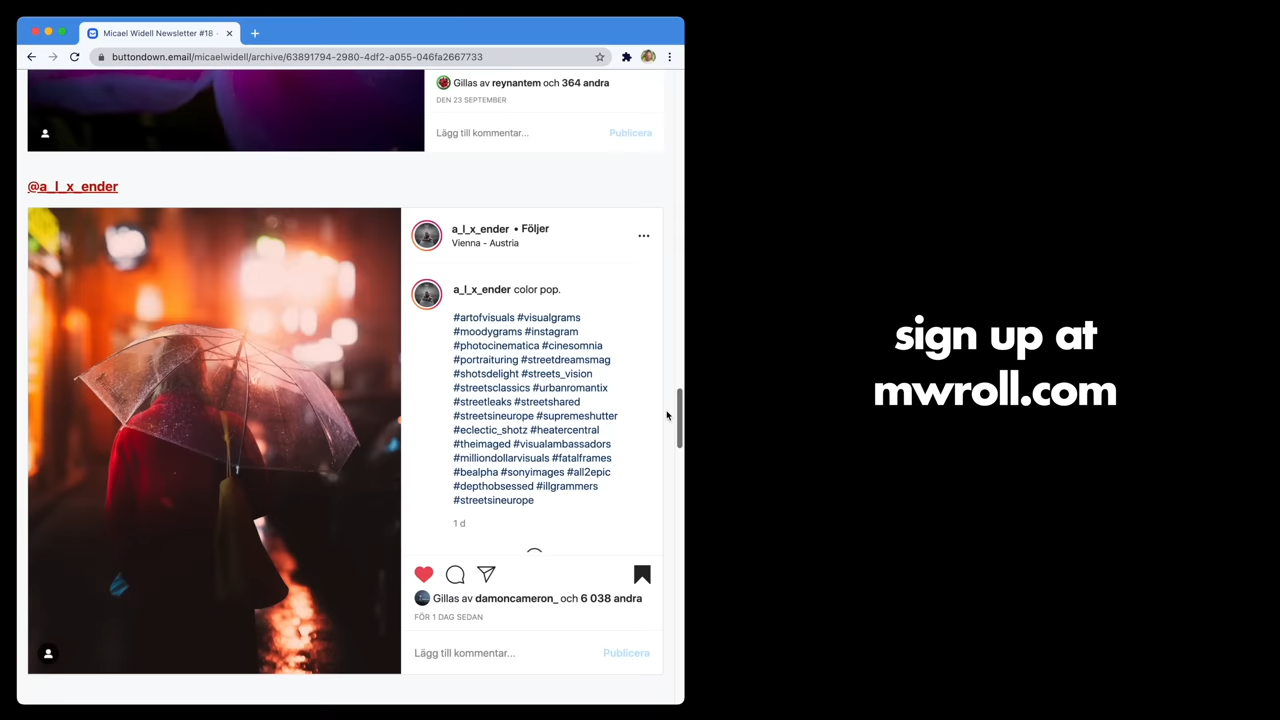 Micael Widell Newsletter #18 ·
buttondown.email/micaelwidell/archive/63891794-2980-4df2-a055-046fa2667733
Gillas av reynantem och 364 andra
DEN 23 SEPTEMBER
Lägg till kommentar... Publicera
@a_l_x_ender
a_l_x_ender • Följer
Vienna - Austria
a_l_x_ender color pop.
#artofvisuals #visualgrams
#moodygrams #instagram
#photocinematica #cinesomnia
#portraituring #streetdreamsmag
#shotsdelight #streets_vision
#streetsclassics #urbanromantix
#streetleaks #streetshared
#streetsineurope #supremeshutter
#eclectic_shotz #heatercentral
#theimaged #visualambassadors
#milliondollarvisuals #fatalframes
#bealpha #sonyimages #all2epic
#depthobsessed #illgrammers
#streetsineurope
1 d
Gillas av damoncameron_ och 6 038 andra
FÖR 1 DAG SEDAN
Lägg till kommentar... Publicera
sign up at
mwroll.com